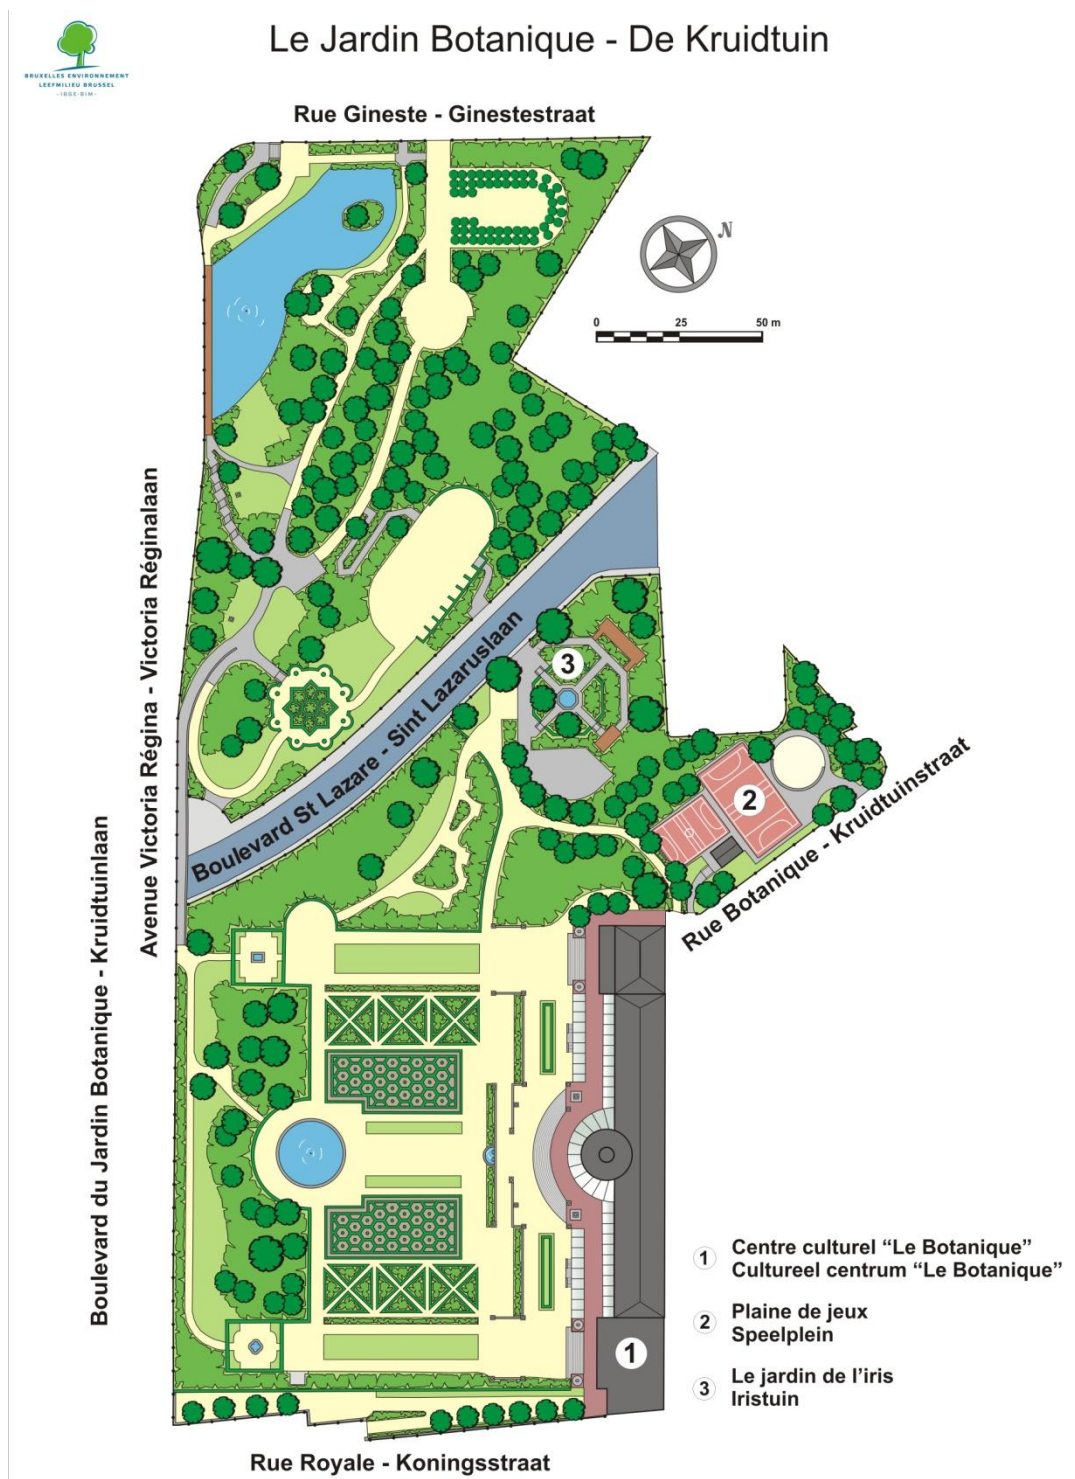 Le Jardin Botanique - De Kruidtuin
BRUXELLES ENVIRONNEMENT
LEEFMILIEU BRUSSEL
-IBGE-BIM-
Rue Gineste - Ginestestraat
N
0 25 50 m
Avenue Victoria Régina - Victoria Réginalaan
Boulevard St Lazare - Sint Lazaruslaan
3
2
Rue Botanique - Kruidtuinstraat
Boulevard du Jardin Botanique - Kruidtuinlaan
1
1 Centre culturel “Le Botanique”
Cultureel centrum “Le Botanique”
2 Plaine de jeux
Speelplein
3 Le jardin de l’iris
Iristuin
Rue Royale - Koningsstraat